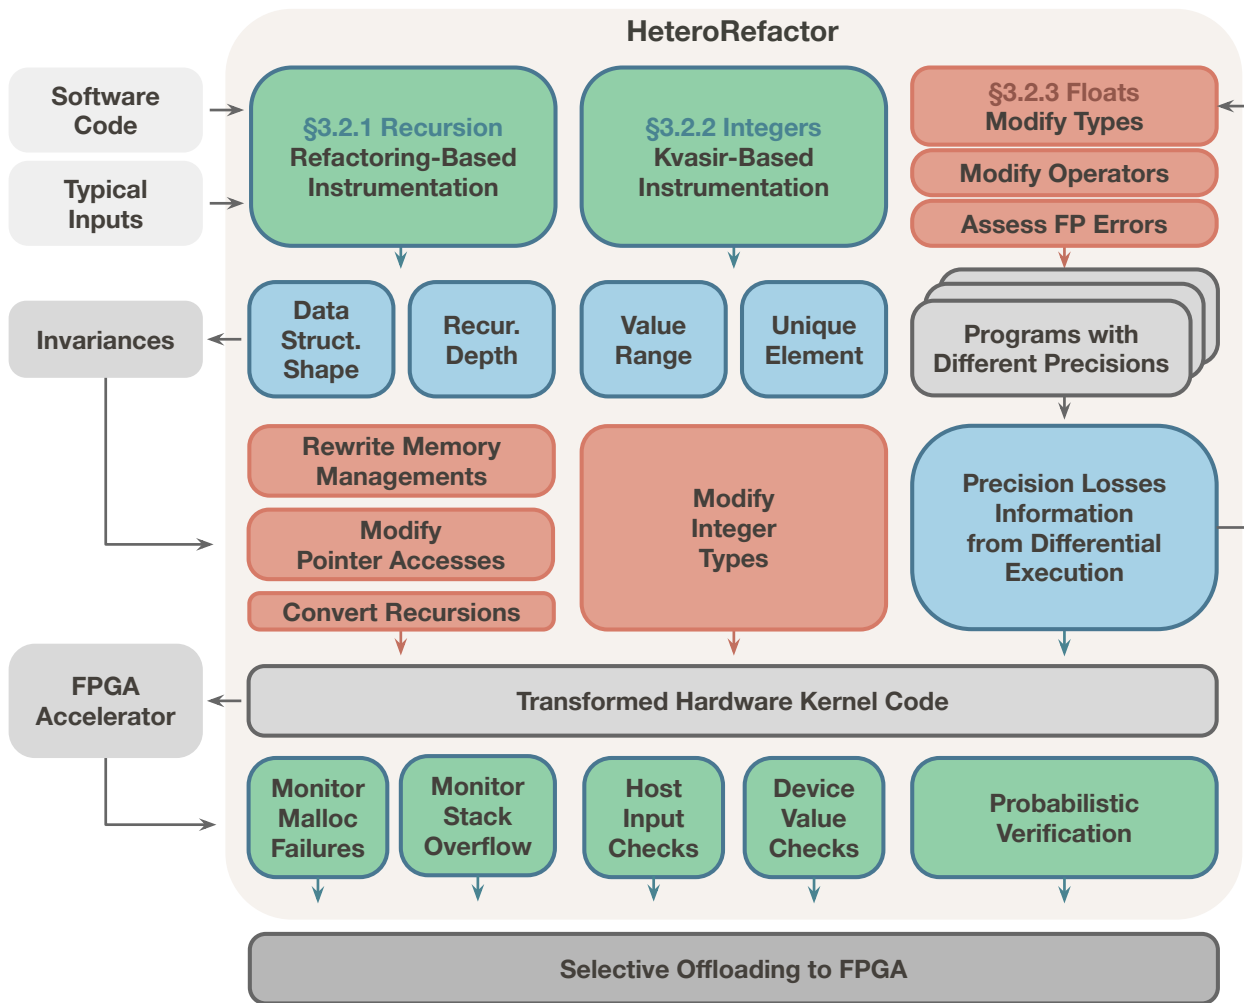 HeteroRefactor
Software
Code
Typical
Inputs
§3.2.1 Recursion
Refactoring-Based
Instrumentation
§3.2.2 Integers
Kvasir-Based
Instrumentation
§3.2.3 Floats
Modify Types
Modify Operators
Assess FP Errors
Invariances
Data
Struct.
Shape
Recur.
Depth
Value
Range
Unique
Element
Programs with
Different Precisions
Rewrite Memory
Managements
Modify
Pointer Accesses
Convert Recursions
Modify
Integer
Types
Precision Losses
Information
from Differential
Execution
FPGA
Accelerator
Transformed Hardware Kernel Code
Monitor
Malloc
Failures
Monitor
Stack
Overflow
Host
Input
Checks
Device
Value
Checks
Probabilistic
Verification
Selective Offloading to FPGA